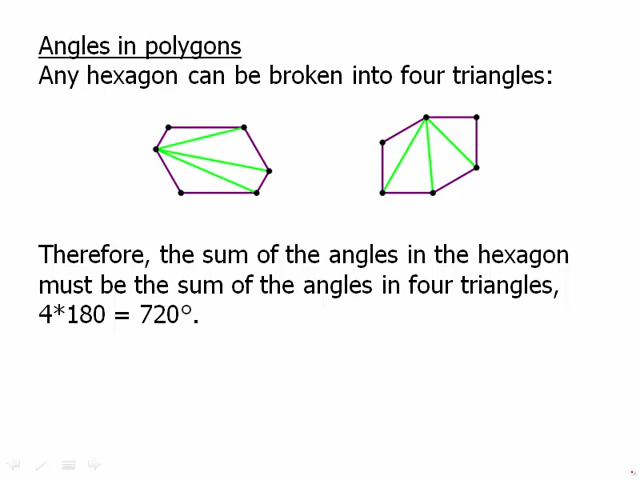 Angles in polygons
Any hexagon can be broken into four triangles:
Therefore, the sum of the angles in the hexagon
must be the sum of the angles in four triangles,
4*180 = 720°.